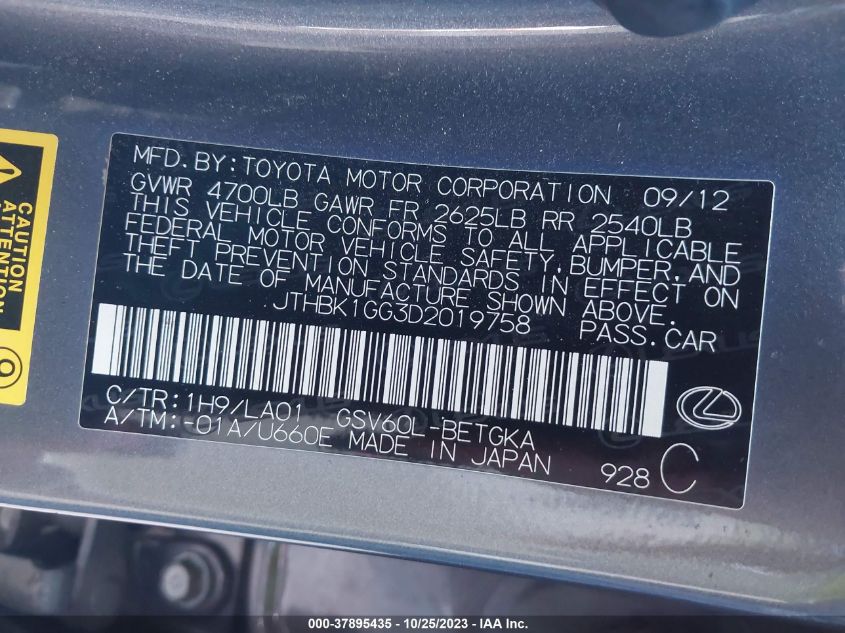 MFD. BY: TOYOTA MOTOR CORPORATION 09/12
GVWR 4700LB GAWR FR 2625LB RR 2540LB
THIS VEHICLE CONFORMS TO ALL APPLICABLE
FEDERAL MOTOR VEHICLE SAFETY, BUMPER, AND
THEFT PREVENTION STANDARDS IN EFFECT ON
THE DATE OF MANUFACTURE SHOWN ABOVE.
JTHBK1GG3D2019758 PASS. CAR
C/TR: 1H9/LA01 GSV60L-BETGKA
A/TM: -01A/U660E MADE IN JAPAN
928 C
CAUTION
ATTENTION
000-37895435 - 10/25/2023 - IAA Inc.